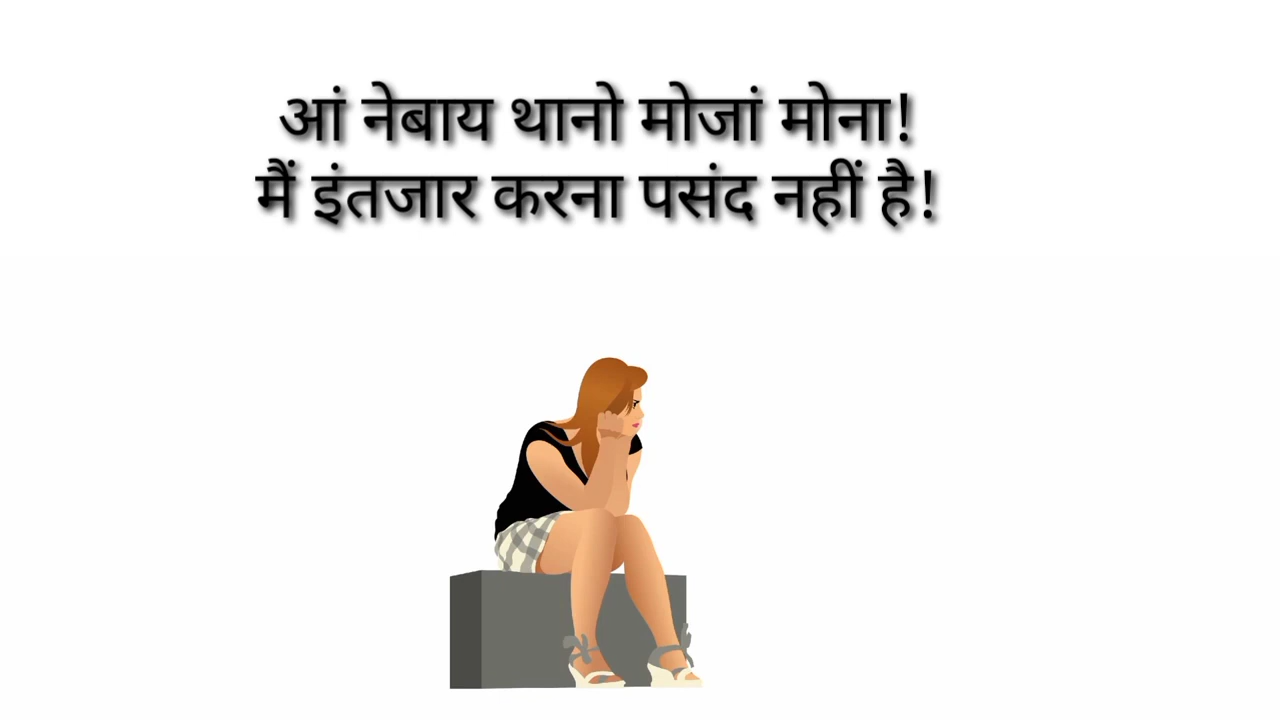 आं नेबाय थानो मोजां मोना!
मैं इंतजार करना पसंद नहीं है!